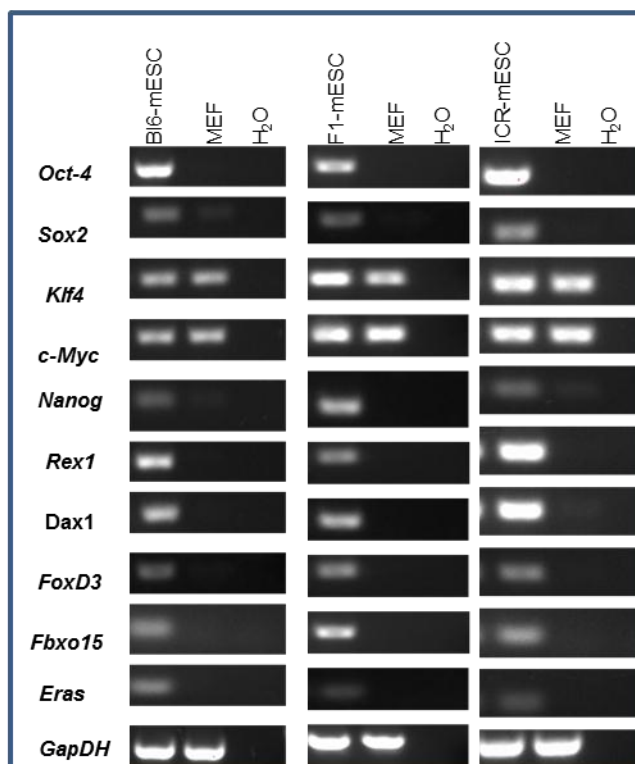 Bl6-mESC MEF H₂O F1-mESC MEF H₂O ICR-mESC MEF H₂O
Oct-4
Sox2
Klf4
c-Myc
Nanog
Rex1
Dax1
FoxD3
Fbxo15
Eras
GapDH